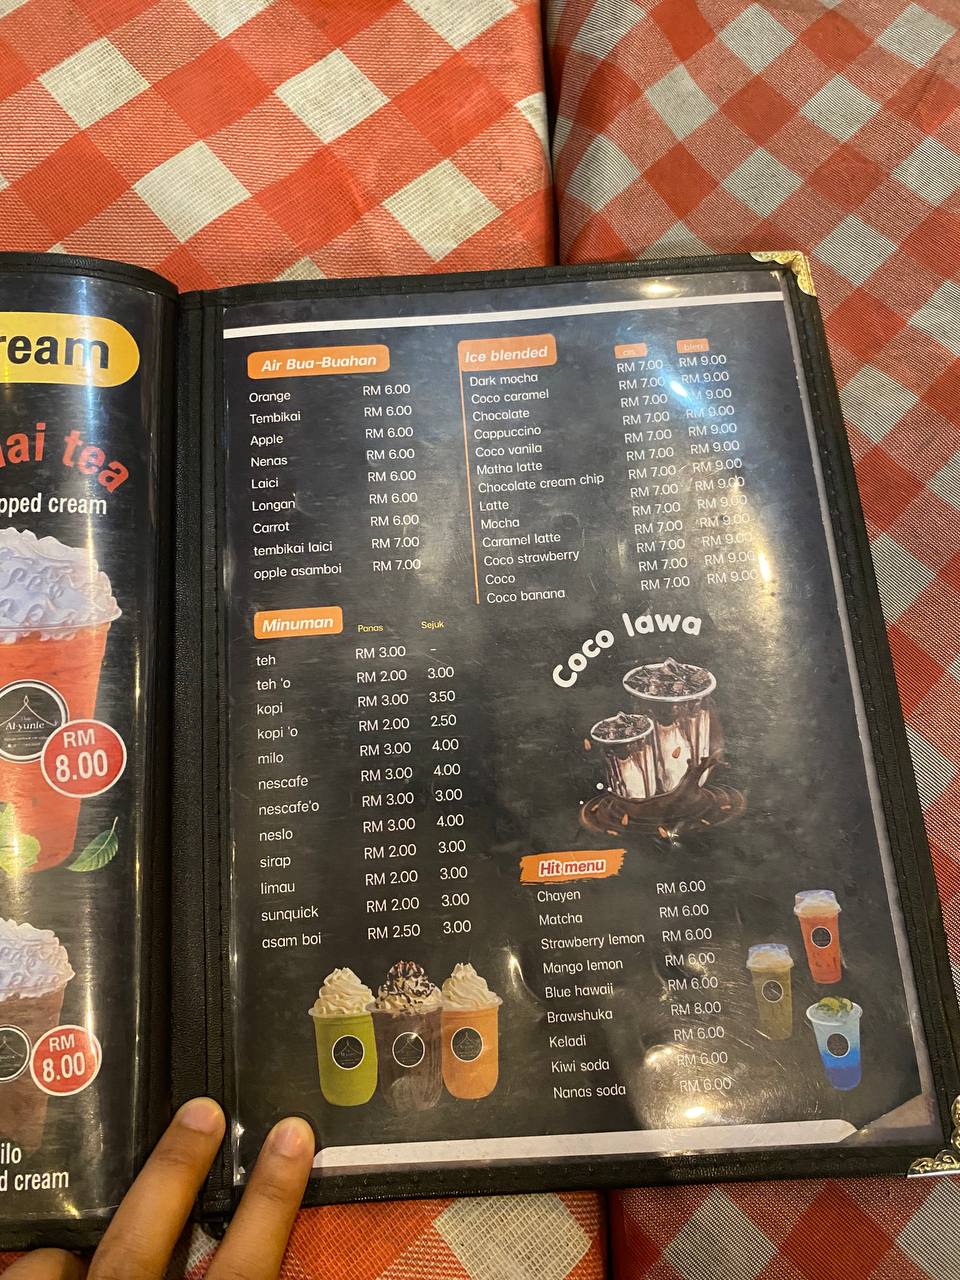 ream
ai tea
pped cream
Al-yunie
RM
8.00
RM
8.00
ilo
d cream
Air Bua-Buahan
Orange RM 6.00
Tembikai RM 6.00
Apple RM 6.00
Nenas RM 6.00
Laici RM 6.00
Longan RM 6.00
Carrot RM 6.00
tembikai laici RM 7.00
opple asamboi RM 7.00
Minuman Panas Sejuk
teh RM 3.00 -
teh 'o RM 2.00 3.00
kopi RM 3.00 3.50
kopi 'o RM 2.00 2.50
milo RM 3.00 4.00
nescafe RM 3.00 4.00
nescafe'o RM 3.00 3.00
neslo RM 3.00 4.00
sirap RM 2.00 3.00
limau RM 2.00 3.00
sunquick RM 2.00 3.00
asam boi RM 2.50 3.00
Ice blended ais blen
Dark mocha RM 7.00 RM 9.00
Coco caramel RM 7.00 RM 9.00
Chocolate RM 7.00 RM 9.00
Cappuccino RM 7.00 RM 9.00
Coco vanila RM 7.00 RM 9.00
Matha latte RM 7.00 RM 9.00
Chocolate cream chip RM 7.00 RM 9.00
Latte RM 7.00 RM 9.00
Mocha RM 7.00 RM 9.00
Caramel latte RM 7.00 RM 9.00
Coco strawberry RM 7.00 RM 9.00
Coco RM 7.00 RM 9.00
Coco banana RM 7.00 RM 9.00
Coco lawa
Hit menu
Chayen RM 6.00
Matcha RM 6.00
Strawberry lemon RM 6.00
Mango lemon RM 6.00
Blue hawaii RM 6.00
Brawshuka RM 8.00
Keladi RM 6.00
Kiwi soda RM 6.00
Nanas soda RM 6.00